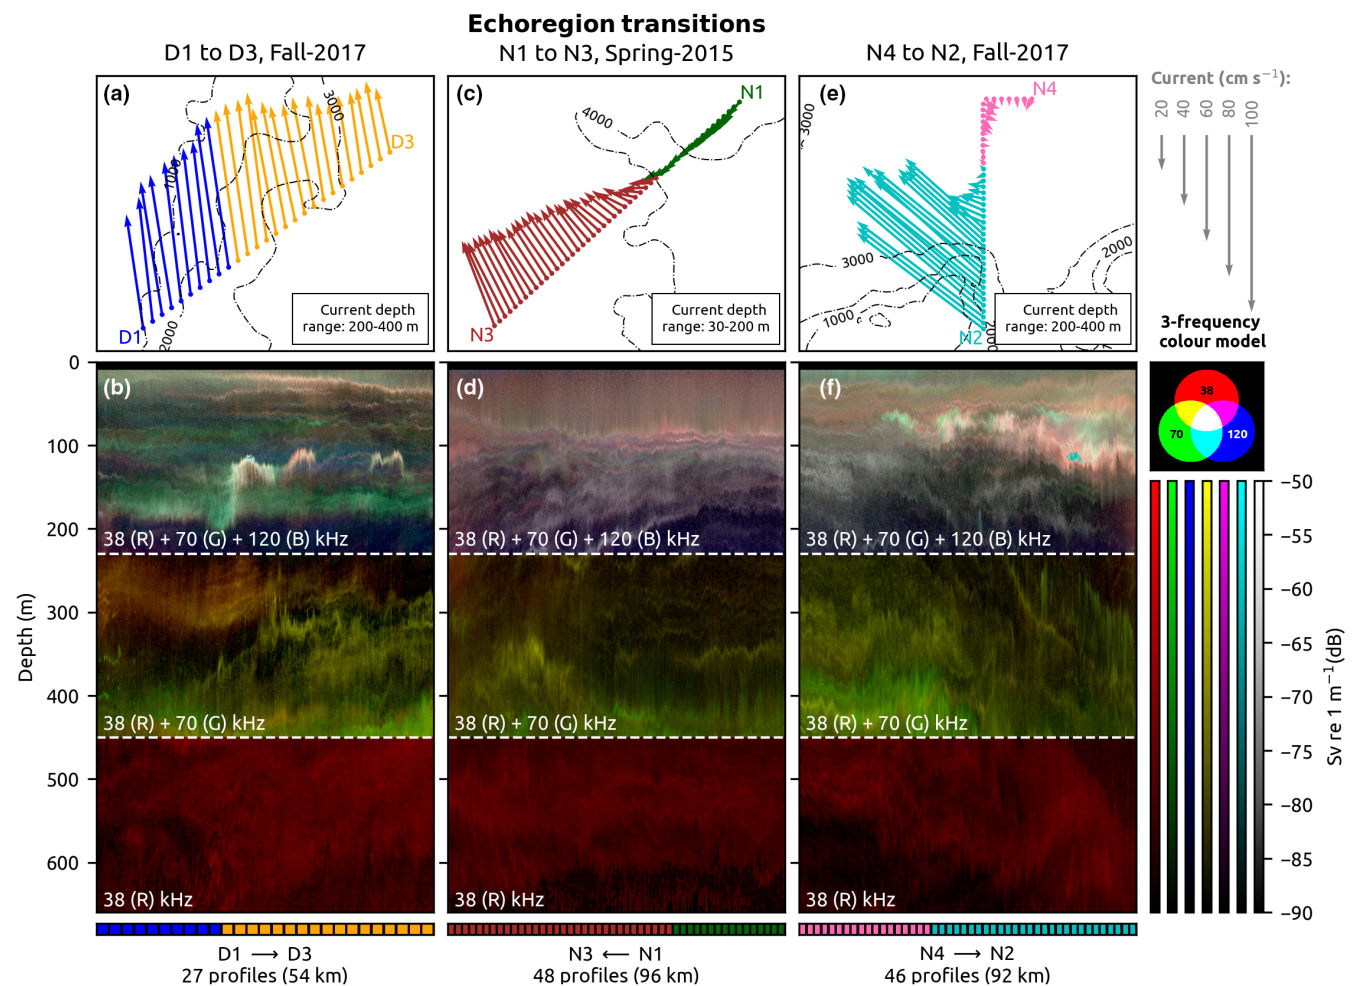 Echoregion transitions
D1 to D3, Fall-2017
N1 to N3, Spring-2015
N4 to N2, Fall-2017
(a)
3000
1000
2000
D3
D1
Current depth
range: 200-400 m
(c)
4000
N1
N3
Current depth
range: 30-200 m
(e)
3000
N4
2000
3000
1000
2000
N2
Current depth
range: 200-400 m
Current (cm s⁻¹):
20
40
60
80
100
3-frequency
colour model
38
70
120
Depth (m)
0
100
200
300
400
500
600
(b)
38 (R) + 70 (G) + 120 (B) kHz
38 (R) + 70 (G) kHz
38 (R) kHz
(d)
38 (R) + 70 (G) + 120 (B) kHz
38 (R) + 70 (G) kHz
38 (R) kHz
(f)
38 (R) + 70 (G) + 120 (B) kHz
38 (R) + 70 (G) kHz
38 (R) kHz
−50
−55
−60
−65
−70
−75
−80
−85
−90
Sv re 1 m⁻¹(dB)
D1 ⟶ D3
27 profiles (54 km)
N3 ⟵ N1
48 profiles (96 km)
N4 ⟶ N2
46 profiles (92 km)